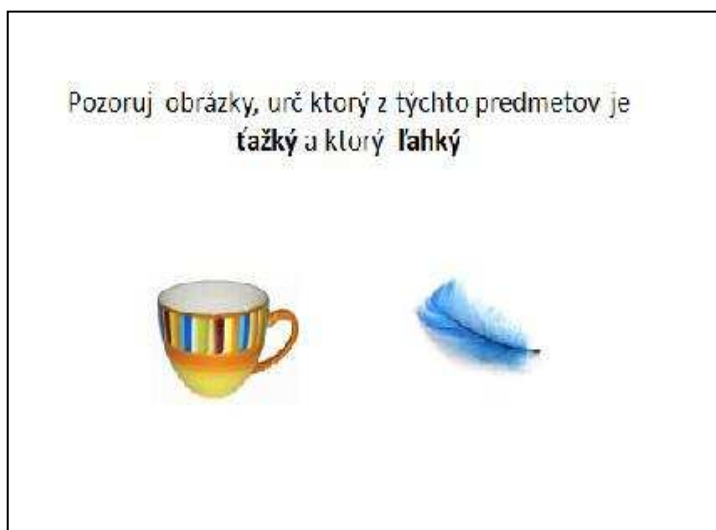 Pozoruj obrázky, urč ktorý z týchto predmetov je
ťažký a ktorý ľahký